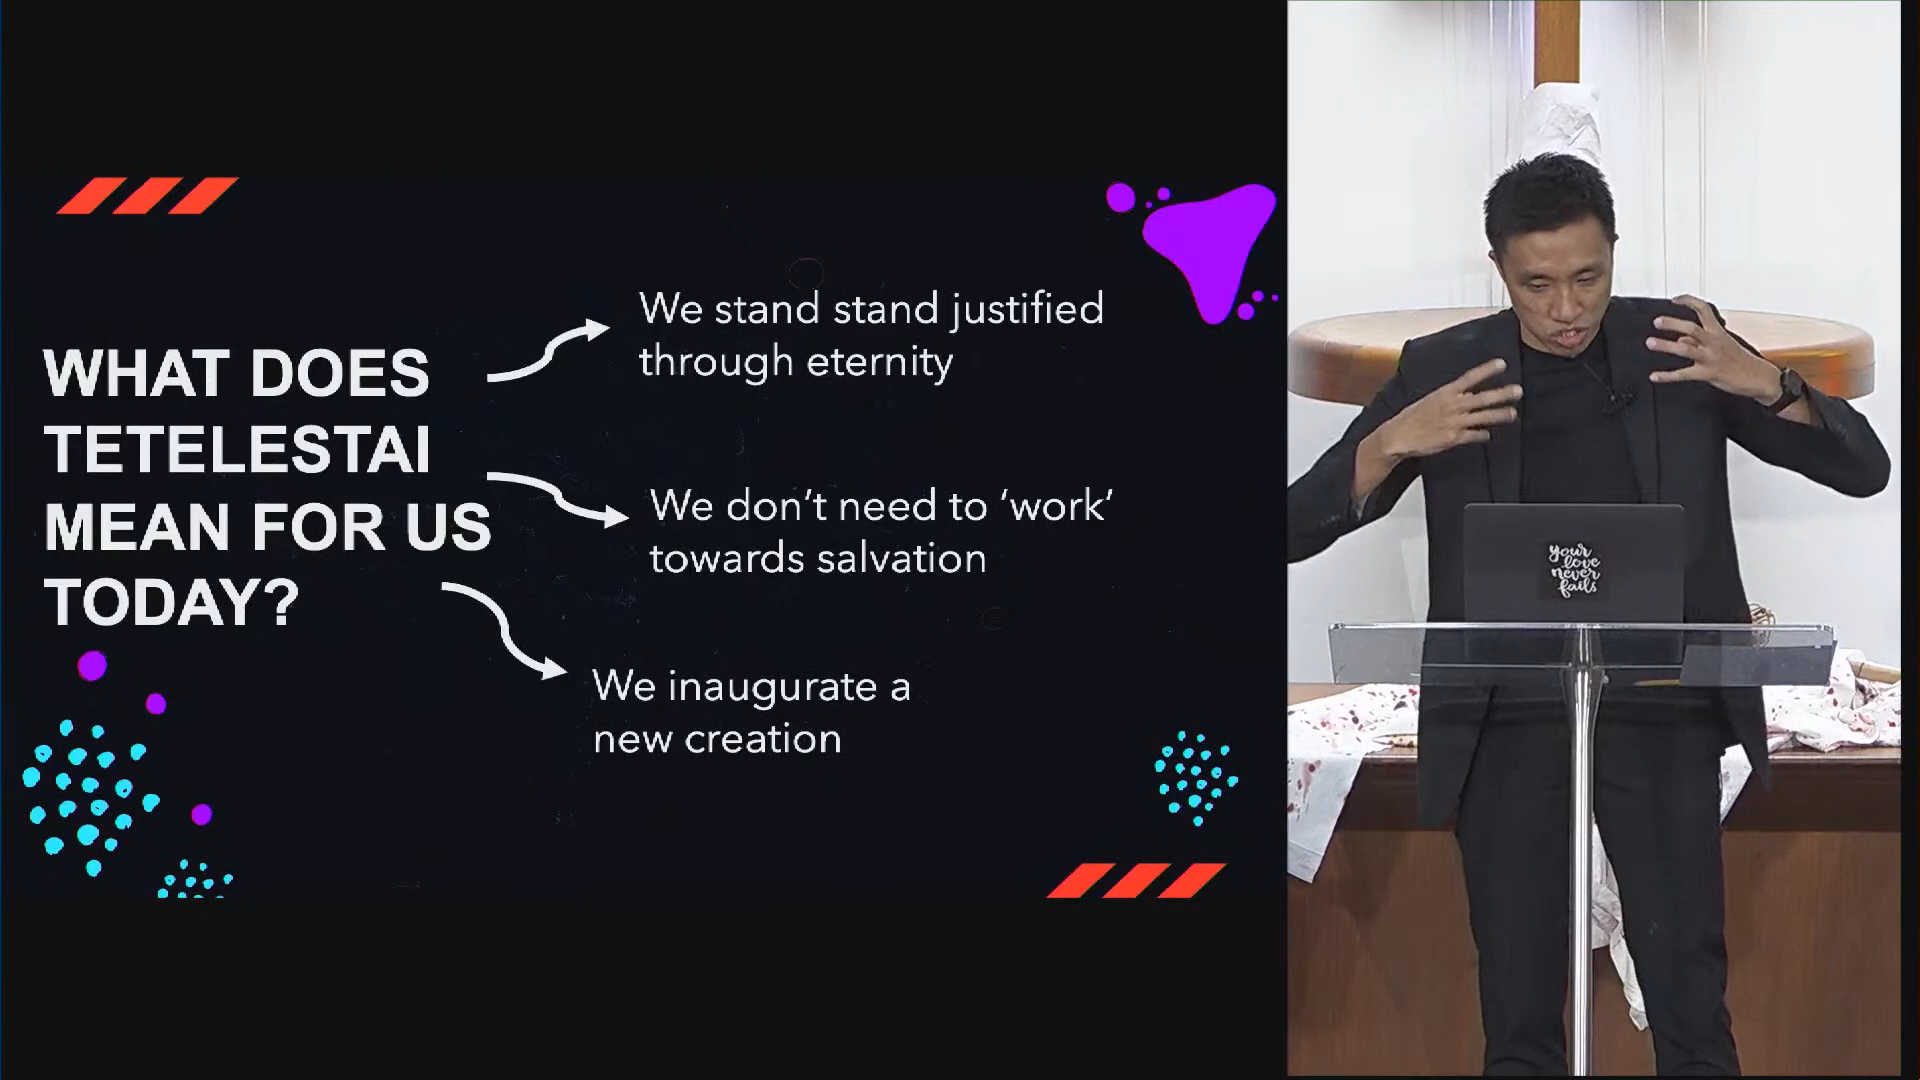 WHAT DOES
TETELESTAI
MEAN FOR US
TODAY?
We stand stand justified
through eternity
We don’t need to ‘work’
towards salvation
We inaugurate a
new creation
your
love
never
fails